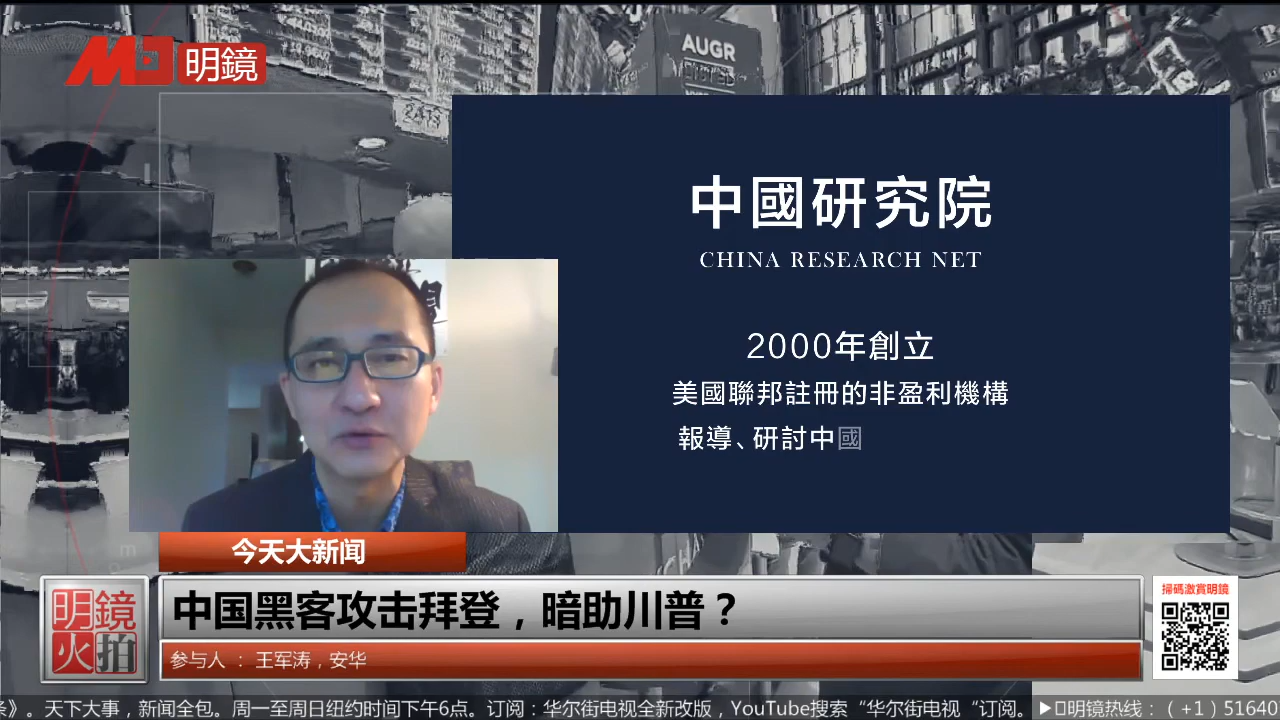 明鏡
AUGR
中國研究院
CHINA RESEARCH NET
2000年創立
美國聯邦註冊的非盈利機構
報導、研討中國
今天大新闻
明鏡
火拍
中国黑客攻击拜登，暗助川普？
参与人 ： 王军涛，安华
掃碼激賞明鏡
条》。天下大事，新闻全包。周一至周日纽约时间下午6点。订阅：华尔街电视全新改版，YouTube搜索“华尔街电视“订阅。▶明镜热线：（+1）51640